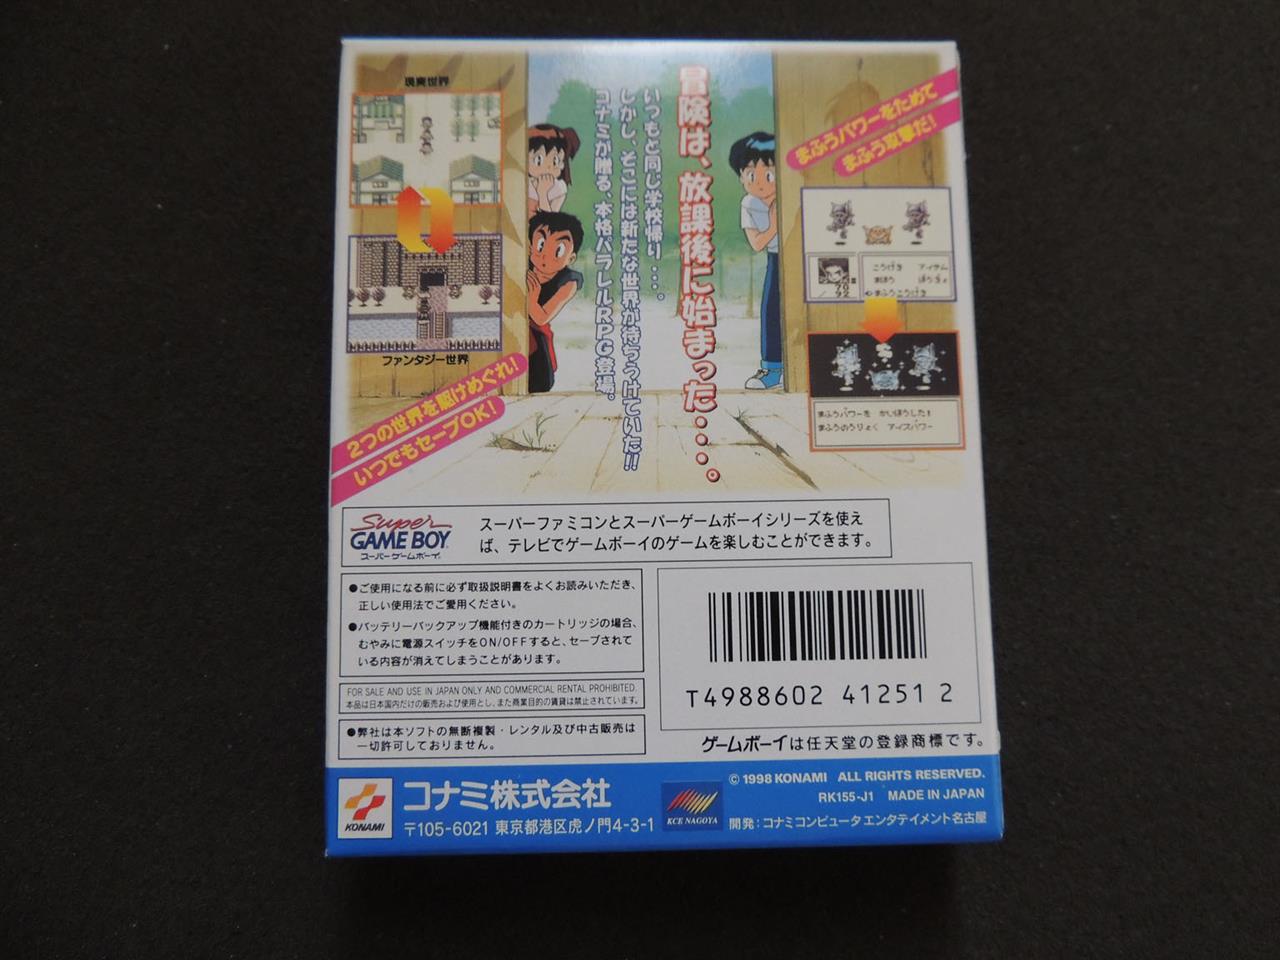 現実世界
ファンタジー世界
2つの世界を駆けめぐれ!
いつでもセーブOK!
冒険は、放課後に始まった・・・・。
いつもと同じ学校帰り・・・。
しかし、そこには新たな世界が待ちうけていた!!
コナミが贈る、本格パラレルRPG登場。
まふうパワーをためて
まふう攻撃だ!
こうげき アイテム
まほう ぼうぎょ
まふうこうげき
70
92
まふうパワーを かいほうした!
まふうのうりょく アイスパワー
Super
GAME BOY
スーパーゲームボーイ
スーパーファミコンとスーパーゲームボーイシリーズを使え
ば、テレビでゲームボーイのゲームを楽しむことができます。
●ご使用になる前に必ず取扱説明書をよくお読みいただき、
正しい使用法でご愛用ください。
●バッテリーバックアップ機能付きのカートリッジの場合、
むやみに電源スイッチをON/OFFすると、セーブされて
いる内容が消えてしまうことがあります。
FOR SALE AND USE IN JAPAN ONLY AND COMMERCIAL RENTAL PROHIBITED.
本品は日本国内だけの販売および使用とし、また商業目的の賃貸は禁止されています。
●弊社は本ソフトの無断複製・レンタル及び中古販売は
一切許可しておりません。
T4988602 41251 2
ゲームボーイは任天堂の登録商標です。
KONAMI
コナミ株式会社
〒105-6021 東京都港区虎ノ門4-3-1
KCE NAGOYA
© 1998 KONAMI ALL RIGHTS RESERVED.
RK155-J1 MADE IN JAPAN
開発：コナミコンピュータ エンタテイメント名古屋